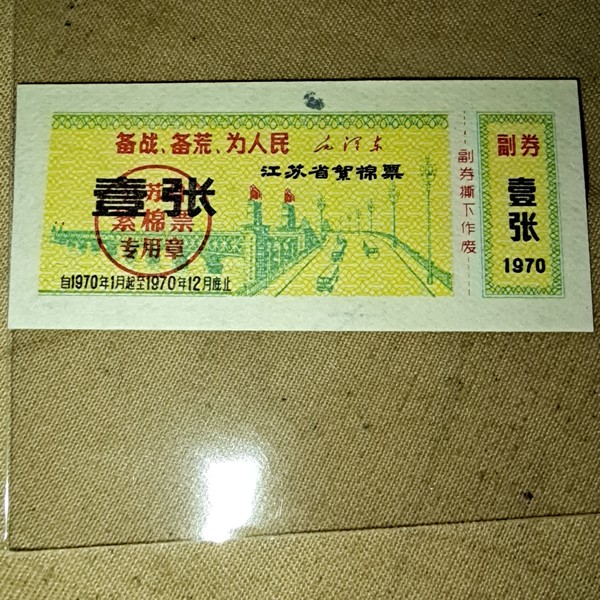 备战、备荒、为人民 毛泽东
江苏省絮棉票
壹张
苏
絮棉票
专用章
自1970年1月起至1970年12月底止
副券撕下作废
副券
壹张
1970